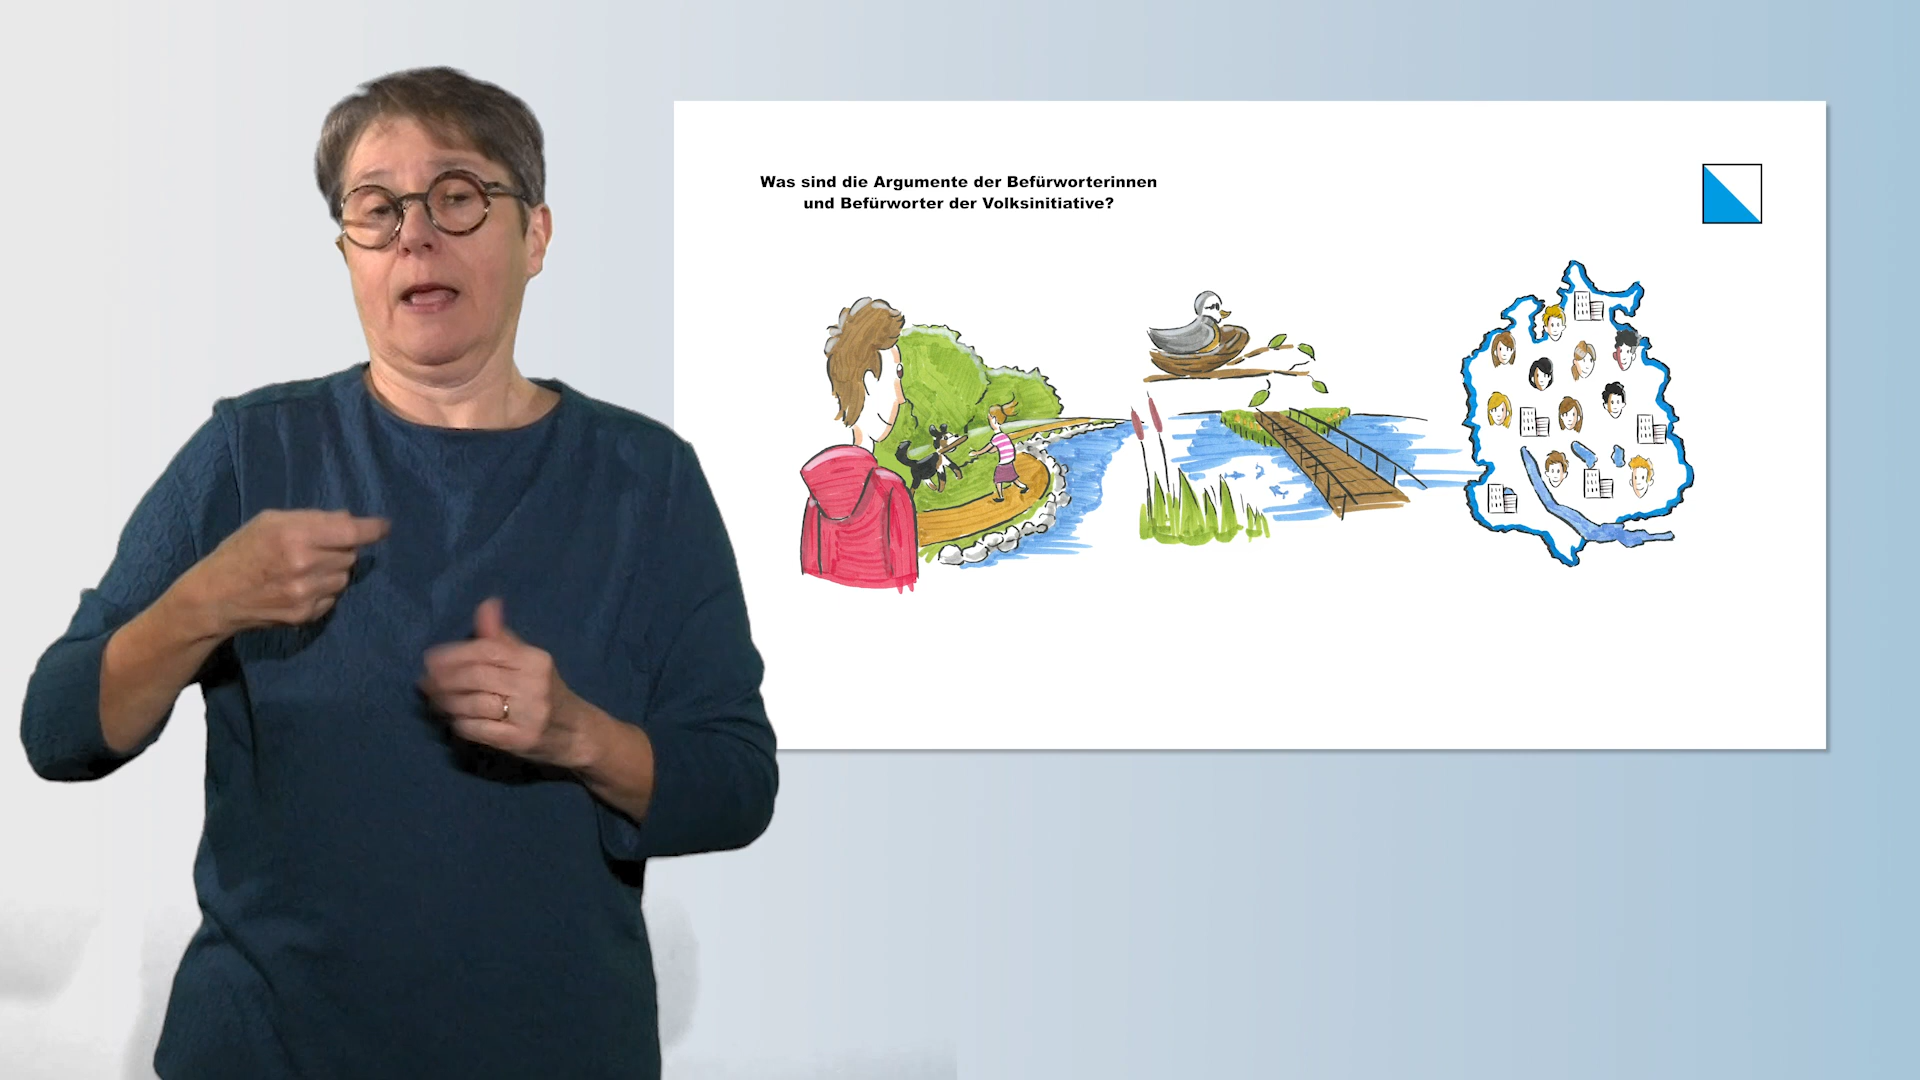 Was sind die Argumente der Befürworterinnen
und Befürworter der Volksinitiative?